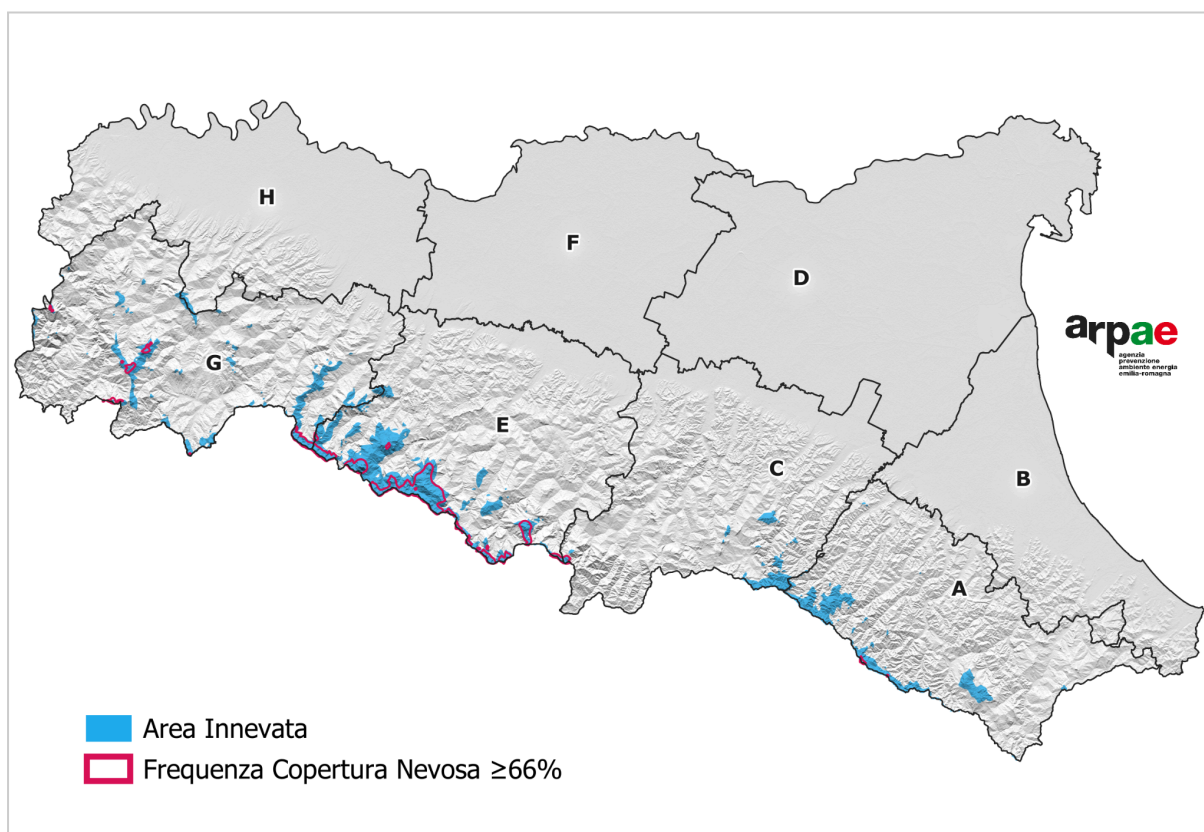 H
F
D
G
E
C
B
A
arpae
agenzia
prevenzione
ambiente energia
emilia-romagna
Area Innevata
Frequenza Copertura Nevosa ≥66%